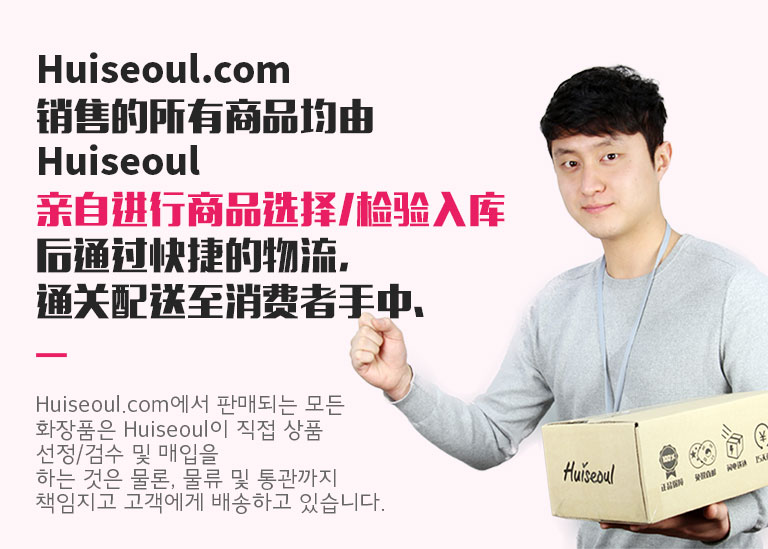 Huiseoul.com
销售的所有商品均由
Huiseoul
亲自进行商品选择/检验入库
后通过快捷的物流,
通关配送至消费者手中、
Huiseoul.com에서 판매되는 모든
화장품은 Huiseoul이 직접 상품
선정/검수 및 매입을
하는 것은 물론, 물류 및 통관까지
책임지고 고객에게 배송하고 있습니다.
Huiseoul
正品保障